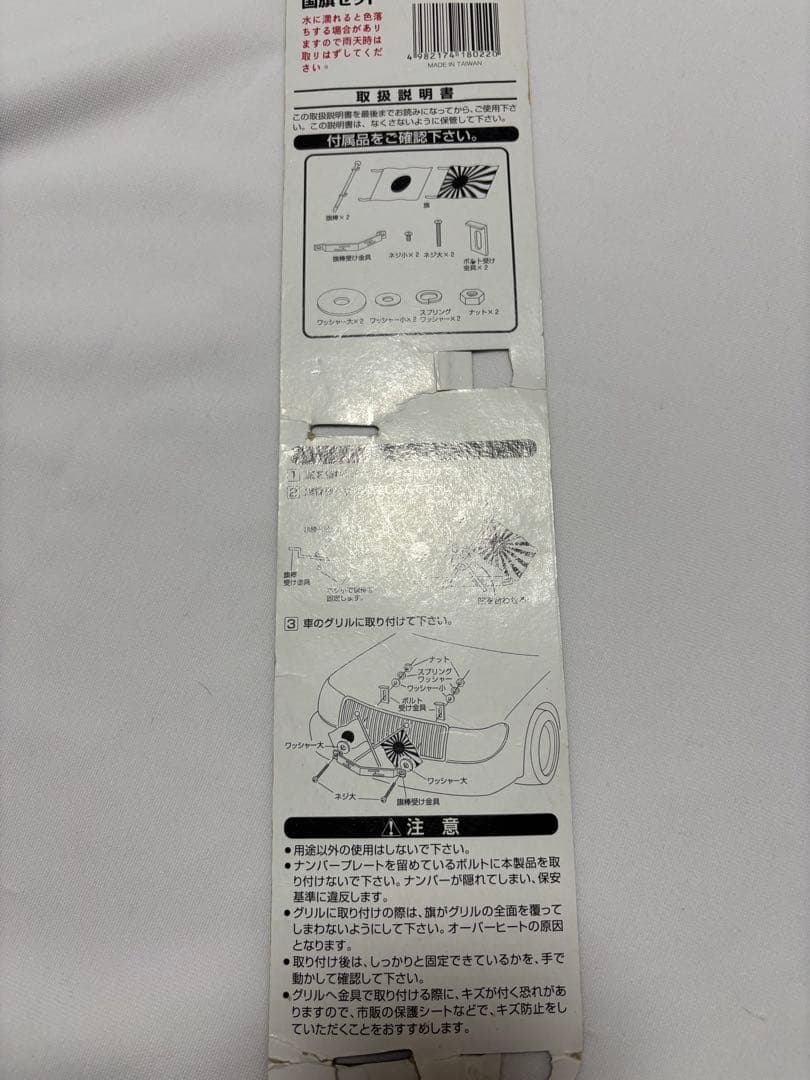 国旗セット
水に濡れると色落
ちする場合があり
ますので雨天時は
取りはずしてくだ
さい。
4 982174 180220
MADE IN TAIWAN
取扱説明書
この取扱説明書を最後までお読みになってから、ご使用下さ
い。この説明書は、なくさないように保管して下さい。
付属品をご確認下さい。
旗棒×2
旗
旗棒受け金具
ネジ小×2
ネジ大×2
ボルト受け
金具×2
ワッシャー大×2
ワッシャー小×2
スプリング
ワッシャー×2
ナット×2
1
2
旗棒
受け金具
固定します。
3 車のグリルに取り付けて下さい。
ナット
スプリング
ワッシャー
ワッシャー小
ボルト
受け金具
ワッシャー大
ワッシャー大
ネジ大
旗棒受け金具
注意
●用途以外の使用はしないで下さい。
●ナンバープレートを留めているボルトに本製品を取
り付けないで下さい。ナンバーが隠れてしまい、保安
基準に違反します。
●グリルに取り付けの際は、旗がグリルの全面を覆って
しまわないようにして下さい。オーバーヒートの原因
となります。
●取り付け後は、しっかりと固定できているかを、手で
動かして確認して下さい。
●グリルへ金具で取り付ける際に、キズが付く恐れがあ
りますので、市販の保護シートなどで、キズ防止をし
ていただくことをおすすめします。